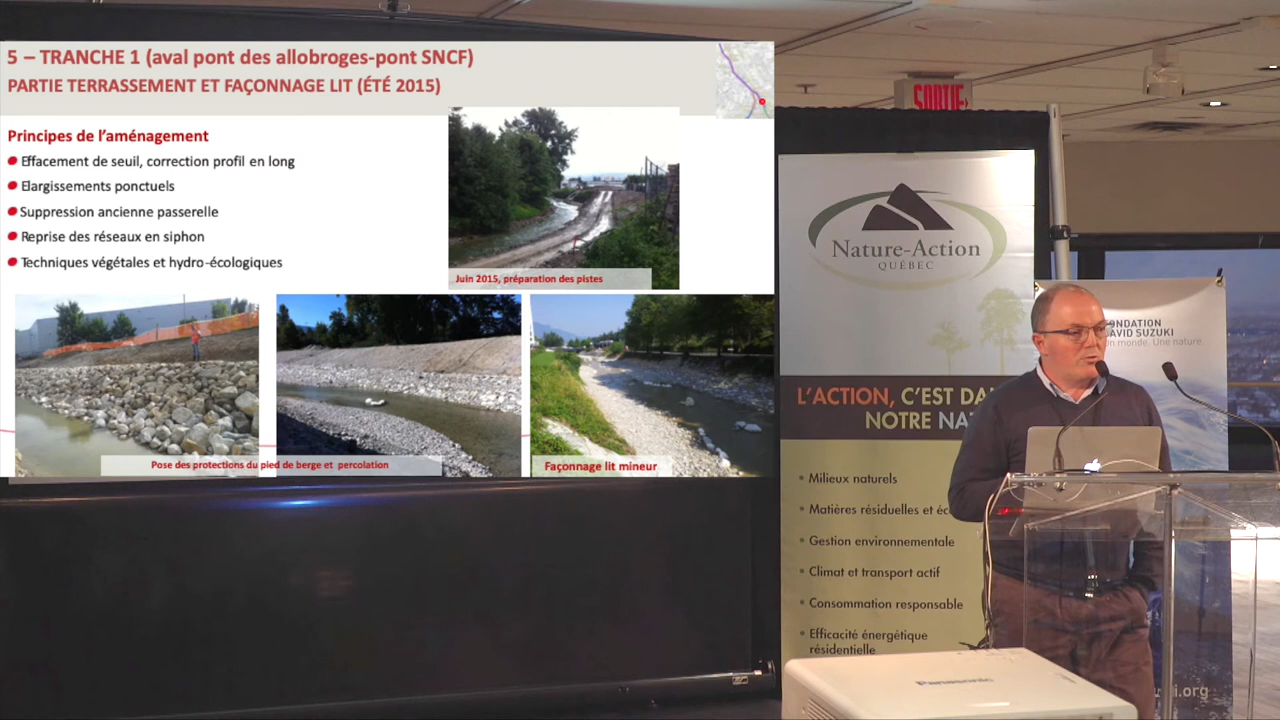 5 – TRANCHE 1 (aval pont des allobroges-pont SNCF)
PARTIE TERRASSEMENT ET FAÇONNAGE LIT (ÉTÉ 2015)
Principes de l'aménagement
Effacement de seuil, correction profil en long
Elargissements ponctuels
Suppression ancienne passerelle
Reprise des réseaux en siphon
Techniques végétales et hydro-écologiques
Juin 2015, préparation des pistes
Pose des protections du pied de berge et percolation
Façonnage lit mineur
SORTIE
Nature-Action
QUÉBEC
L'ACTION, C'EST
NOTRE
• Milieux naturels
• Matières résiduelles et
• Gestion environnementale
• Climat et transport actif
• Consommation responsable
• Efficacité énergétique
résidentielle
FONDATION
DAVID SUZUKI
Un monde. Une nature.
Panasonic